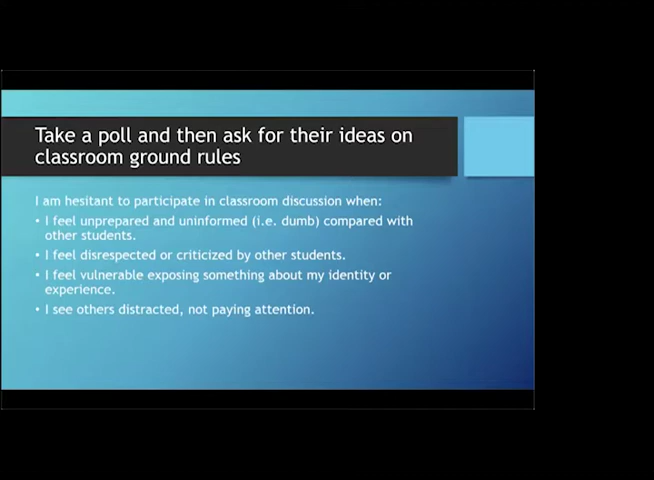 Take a poll and then ask for their ideas on
classroom ground rules
I am hesitant to participate in classroom discussion when:
• I feel unprepared and uninformed (i.e. dumb) compared with
other students.
• I feel disrespected or criticized by other students.
• I feel vulnerable exposing something about my identity or
experience.
• I see others distracted, not paying attention.